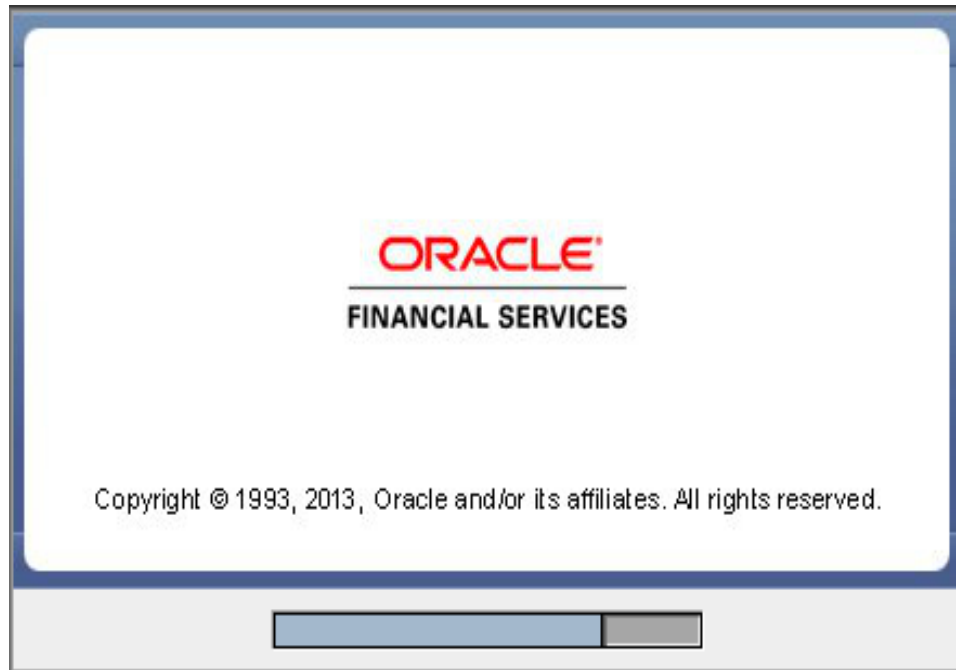 ORACLE®
FINANCIAL SERVICES
Copyright © 1993, 2013, Oracle and/or its affiliates. All rights reserved.